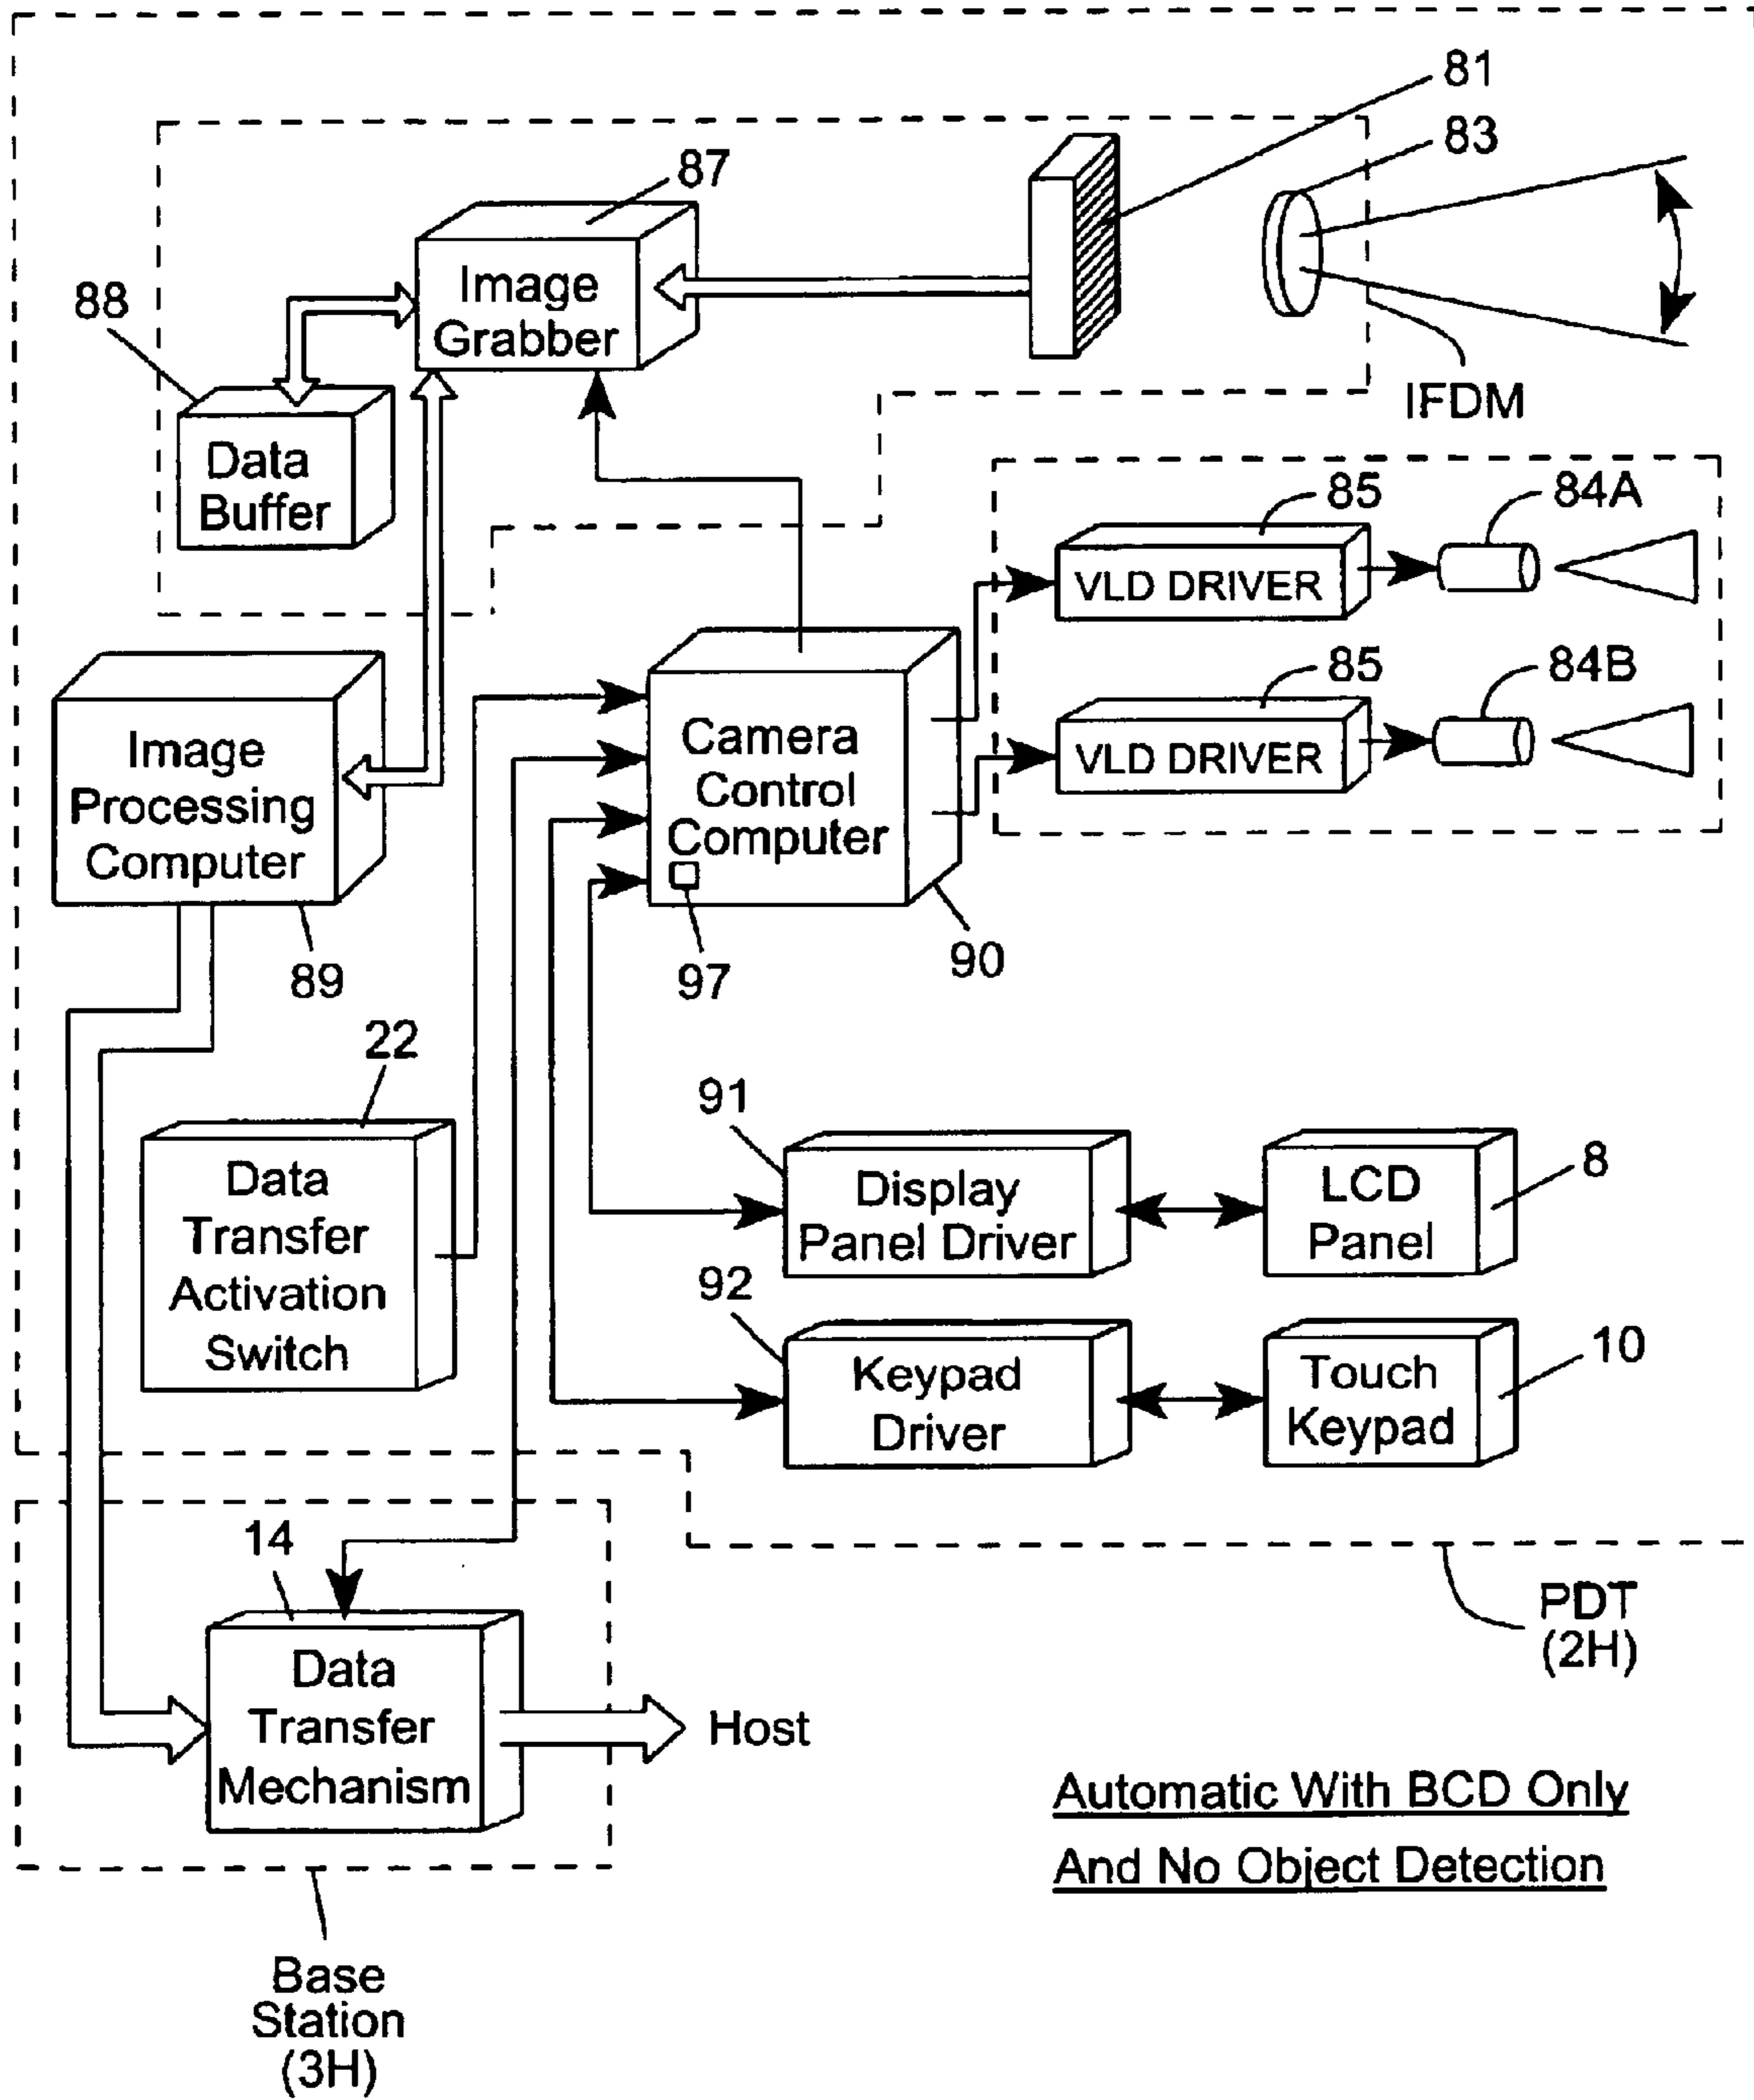 81
83
87
Image
Grabber
88
IFDM
Data
Buffer
85
84A
VLD DRIVER
85
84B
VLD DRIVER
Image
Processing
Computer
Camera
Control
Computer
89
97
90
22
91
Data
Transfer
Activation
Switch
Display
Panel Driver
LCD
Panel
8
92
Keypad
Driver
Touch
Keypad
10
14
PDT
(2H)
Data
Transfer
Mechanism
Host
Automatic With BCD Only
And No Object Detection
Base
Station
(3H)